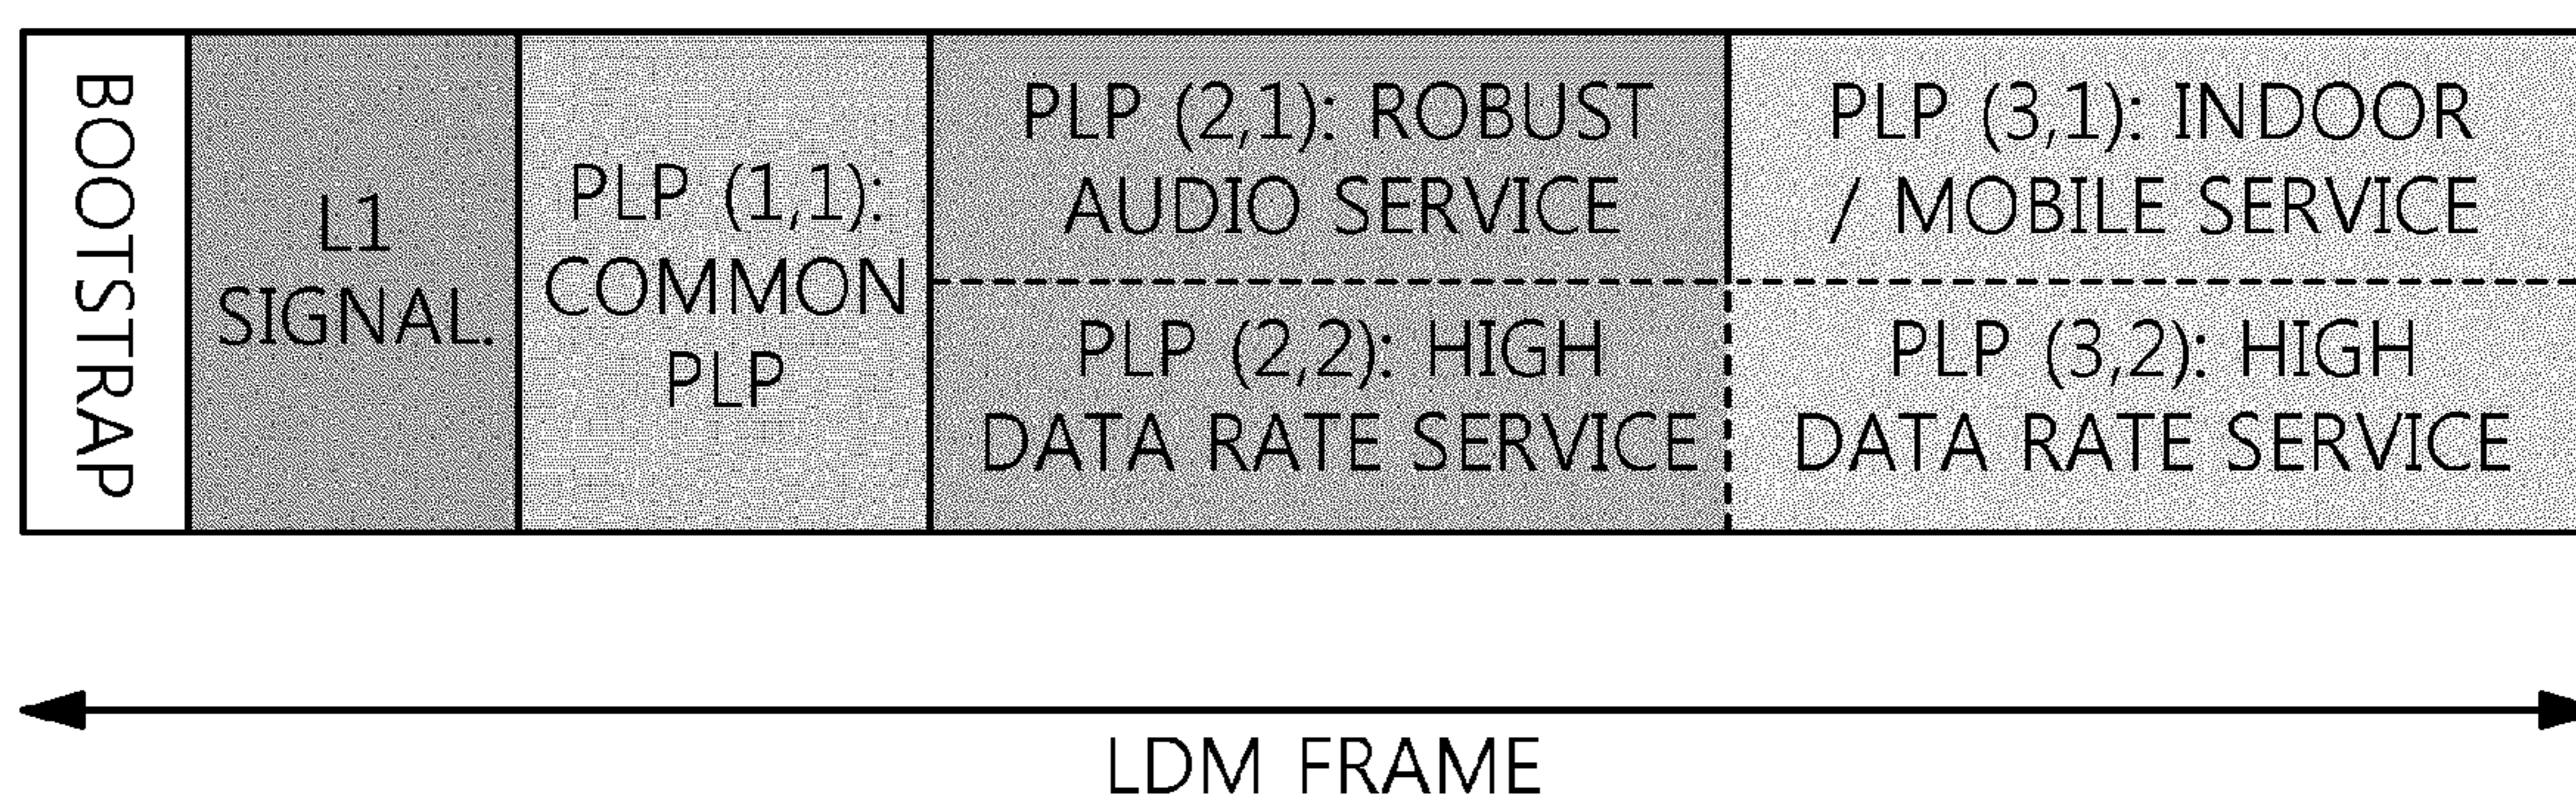 BOOTSTRAP
L1
SIGNAL.
PLP (1,1):
COMMON
PLP
PLP (2,1): ROBUST
AUDIO SERVICE
PLP (2,2): HIGH
DATA RATE SERVICE
PLP (3,1): INDOOR
/ MOBILE SERVICE
PLP (3,2): HIGH
DATA RATE SERVICE
LDM FRAME